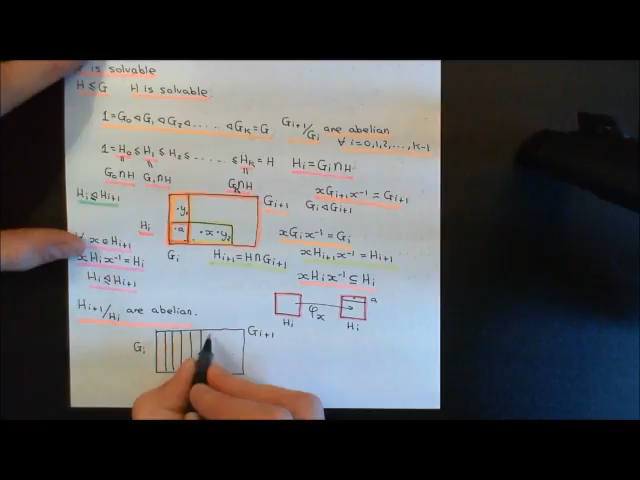 is solvable
H ≤ G H is solvable
1 = G₀ ◁ G₁ ◁ G₂ ◁ ..... ◁ G_K = G G_{i+1}/G_i are abelian
∀ i = 0,1,2,..., k-1
1 = H₀ ≤ H₁ ≤ H₂ ≤ ..... ≤ H_K = H H_i = G_i ∩ H
G₀∩H G₁∩H G_k∩H
x G_{i+1} x⁻¹ = G_{i+1}
G_i ◁ G_{i+1}
H_i ⊴ H_{i+1}
G_{i+1}
H_i
· y₁
· a · x · y₂
G_i
H_{i+1} = H ∩ G_{i+1}
x G_i x⁻¹ = G_i
x H_{i+1} x⁻¹ = H_{i+1}
x H_i x⁻¹ ⊆ H_i
∀ x ∈ H_{i+1}
x H_i x⁻¹ = H_i
H_i ⊴ H_{i+1}
a
φ_x
H_i H_i
H_{i+1}/H_i are abelian.
G_i G_{i+1}